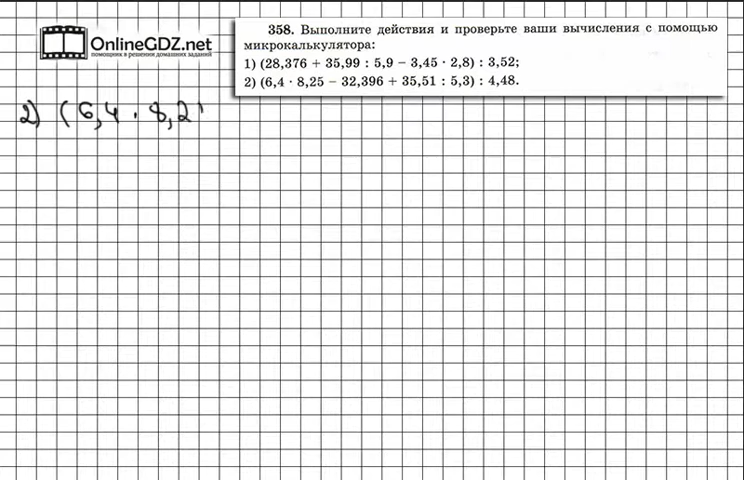 OnlineGDZ.net
помощник в решении домашних заданий
358. Выполните действия и проверьте ваши вычисления с помощью
микрокалькулятора:
1) (28,376 + 35,99 : 5,9 − 3,45 · 2,8) : 3,52;
2) (6,4 · 8,25 − 32,396 + 35,51 : 5,3) : 4,48.
2) (6,4 · 8,2